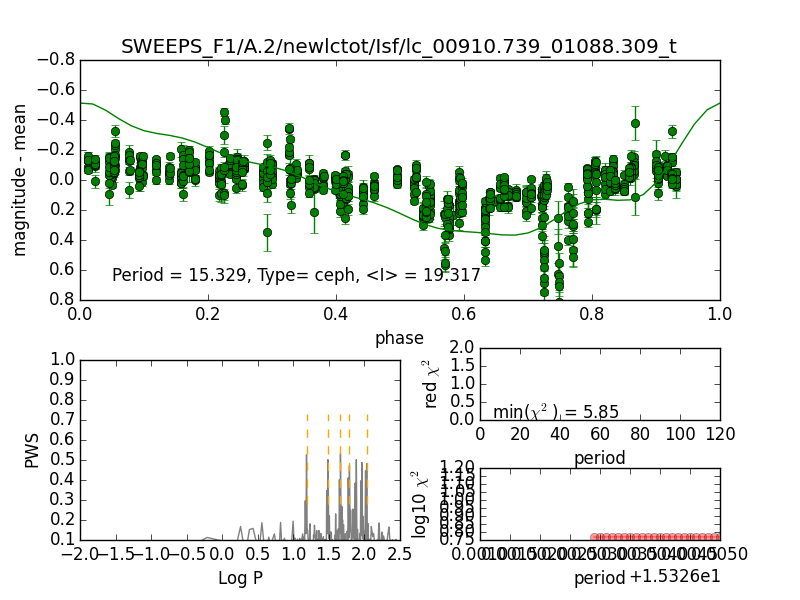 SWEEPS_F1/A.2/newlctot/Isf/lc_00910.739_01088.309_t
magnitude - mean
−0.8
−0.6
−0.4
−0.2
0.0
0.2
0.4
0.6
0.8
Period = 15.329, Type= ceph, <I> = 19.317
0.0 0.2 0.4 0.6 0.8 1.0
phase
PWS
1.0
0.9
0.8
0.7
0.6
0.5
0.4
0.3
0.2
0.1
−2.0 −1.5 −1.0 −0.5 0.0 0.5 1.0 1.5 2.0 2.5
Log P
red χ²
2.0
1.5
1.0
0.5
0.0
min(χ² ) = 5.85
0 20 40 60 80 100 120
period
log10 χ²
1.20
1.15
1.10
1.05
1.00
0.95
0.90
0.85
0.80
0.75
period
+1.5326e1